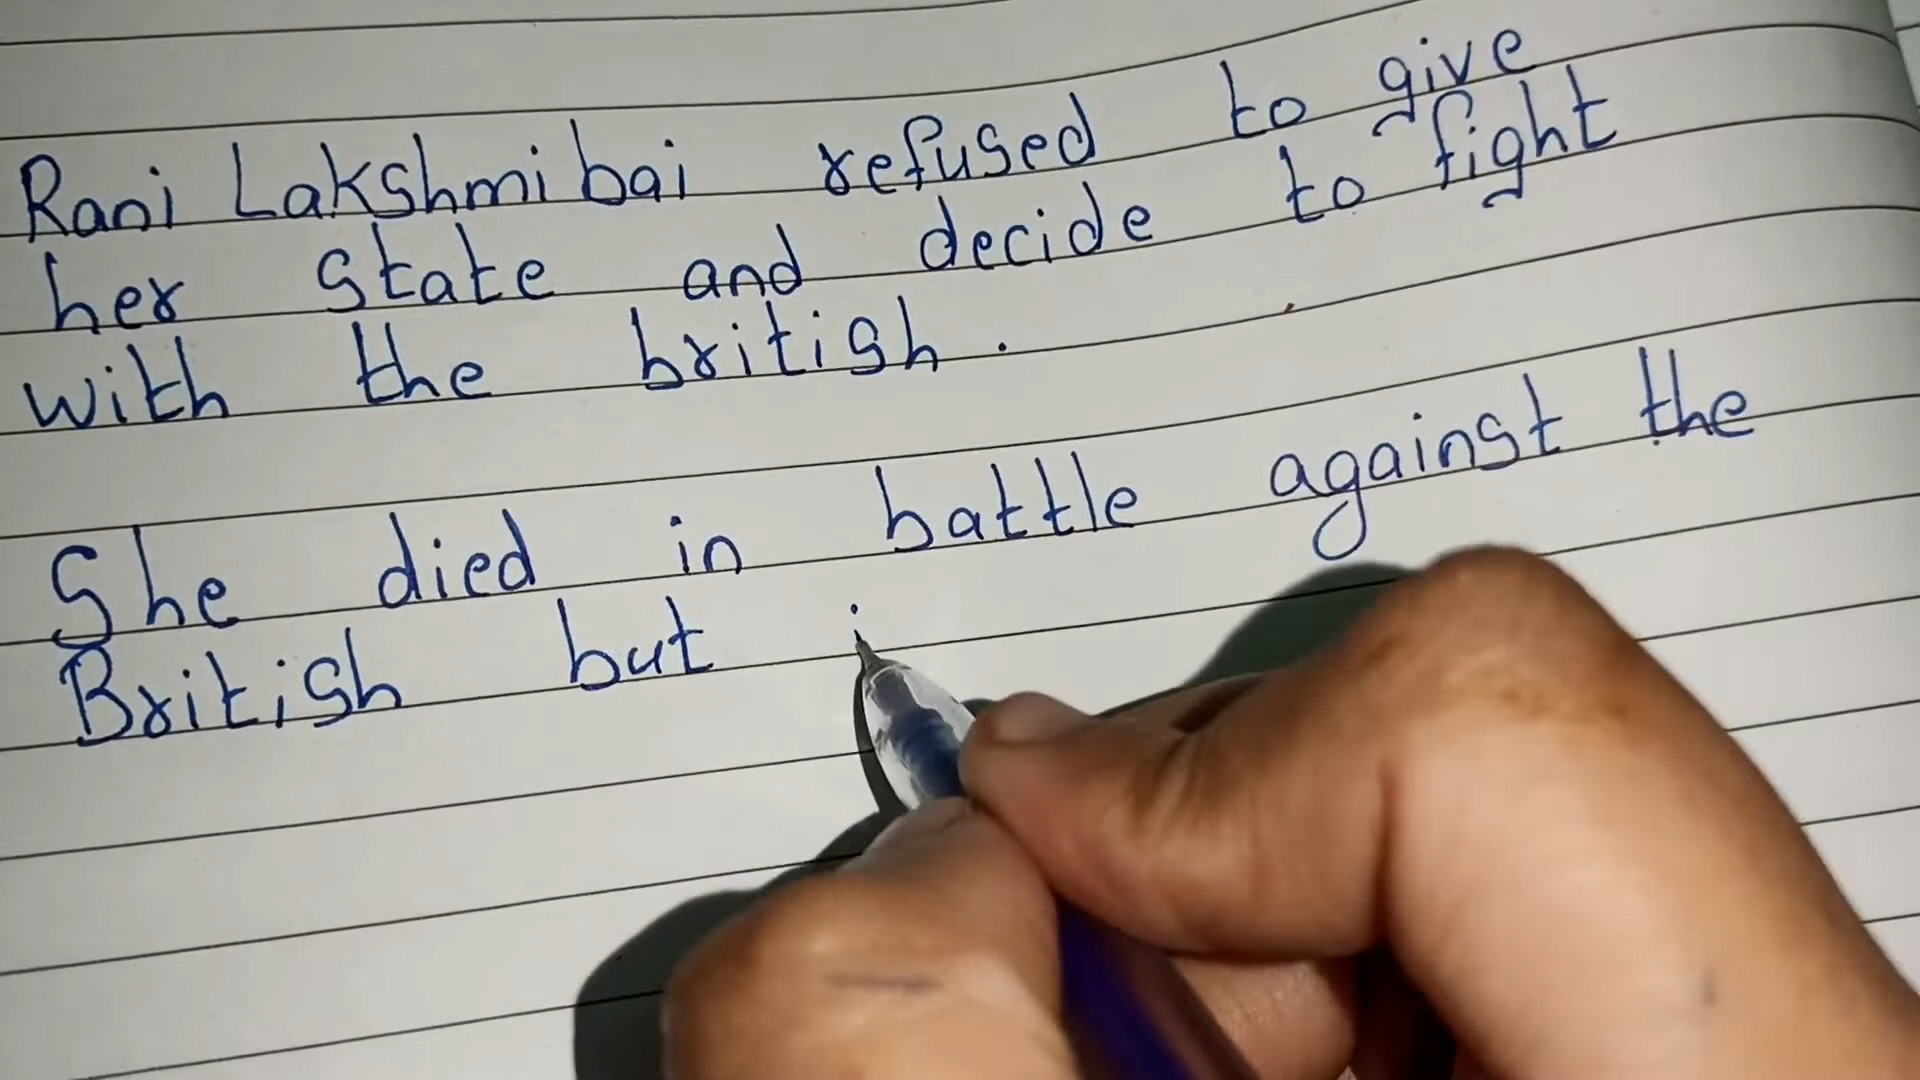 Rani Lakshmibai refused to give
her state and decide to fight
with the british.
She died in battle against the
British but